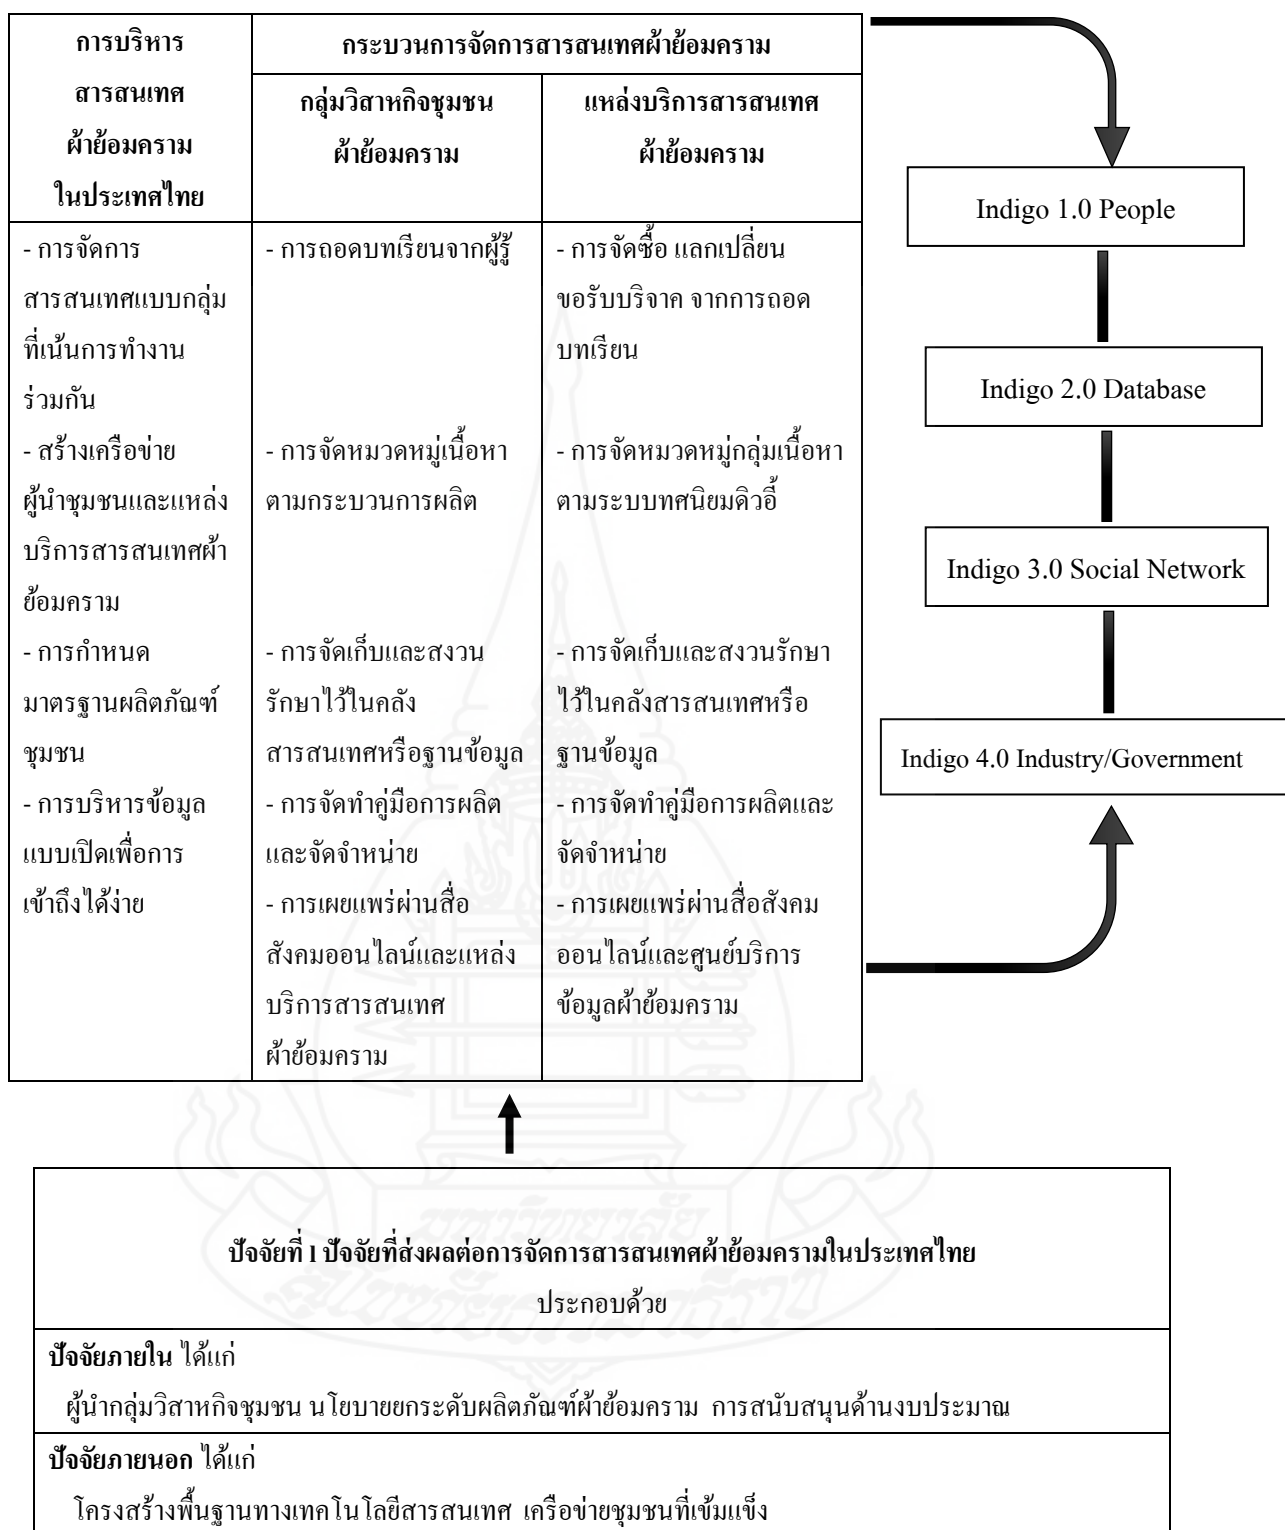 การบริหาร
สารสนเทศ
ผ้าย้อมคราม
ในประเทศไทย
กระบวนการจัดการสารสนเทศผ้าย้อมคราม
กลุ่มวิสาหกิจชุมชน
ผ้าย้อมคราม
แหล่งบริการสารสนเทศ
ผ้าย้อมคราม
- การจัดการ
สารสนเทศแบบกลุ่ม
ที่เน้นการทำงาน
ร่วมกัน
- สร้างเครือข่าย
ผู้นำชุมชนและแหล่ง
บริการสารสนเทศผ้า
ย้อมคราม
- การกำหนด
มาตรฐานผลิตภัณฑ์
ชุมชน
- การบริหารข้อมูล
แบบเปิดเพื่อการ
เข้าถึงได้ง่าย
- การถอดบทเรียนจากผู้รู้
- การจัดหมวดหมู่เนื้อหา
ตามกระบวนการผลิต
- การจัดเก็บและสงวน
รักษาไว้ในคลัง
สารสนเทศหรือฐานข้อมูล
- การจัดทำคู่มือการผลิต
และจัดจำหน่าย
- การเผยแพร่ผ่านสื่อ
สังคมออนไลน์และแหล่ง
บริการสารสนเทศ
ผ้าย้อมคราม
- การจัดซื้อ แลกเปลี่ยน
ขอรับบริจาค จากการถอด
บทเรียน
- การจัดหมวดหมู่กลุ่มเนื้อหา
ตามระบบทศนิยมดิวอี้
- การจัดเก็บและสงวนรักษา
ไว้ในคลังสารสนเทศหรือ
ฐานข้อมูล
- การจัดทำคู่มือการผลิตและ
จัดจำหน่าย
- การเผยแพร่ผ่านสื่อสังคม
ออนไลน์และศูนย์บริการ
ข้อมูลผ้าย้อมคราม
Indigo 1.0 People
Indigo 2.0 Database
Indigo 3.0 Social Network
Indigo 4.0 Industry/Government
ปัจจัยที่ 1 ปัจจัยที่ส่งผลต่อการจัดการสารสนเทศผ้าย้อมครามในประเทศไทย
ประกอบด้วย
ปัจจัยภายใน ได้แก่
ผู้นำกลุ่มวิสาหกิจชุมชน นโยบายยกระดับผลิตภัณฑ์ผ้าย้อมคราม การสนับสนุนด้านงบประมาณ
ปัจจัยภายนอก ได้แก่
โครงสร้างพื้นฐานทางเทคโนโลยีสารสนเทศ เครือข่ายชุมชนที่เข้มแข็ง
มหาวิทยาลัย
สุโขทัยธรรมาธิราช